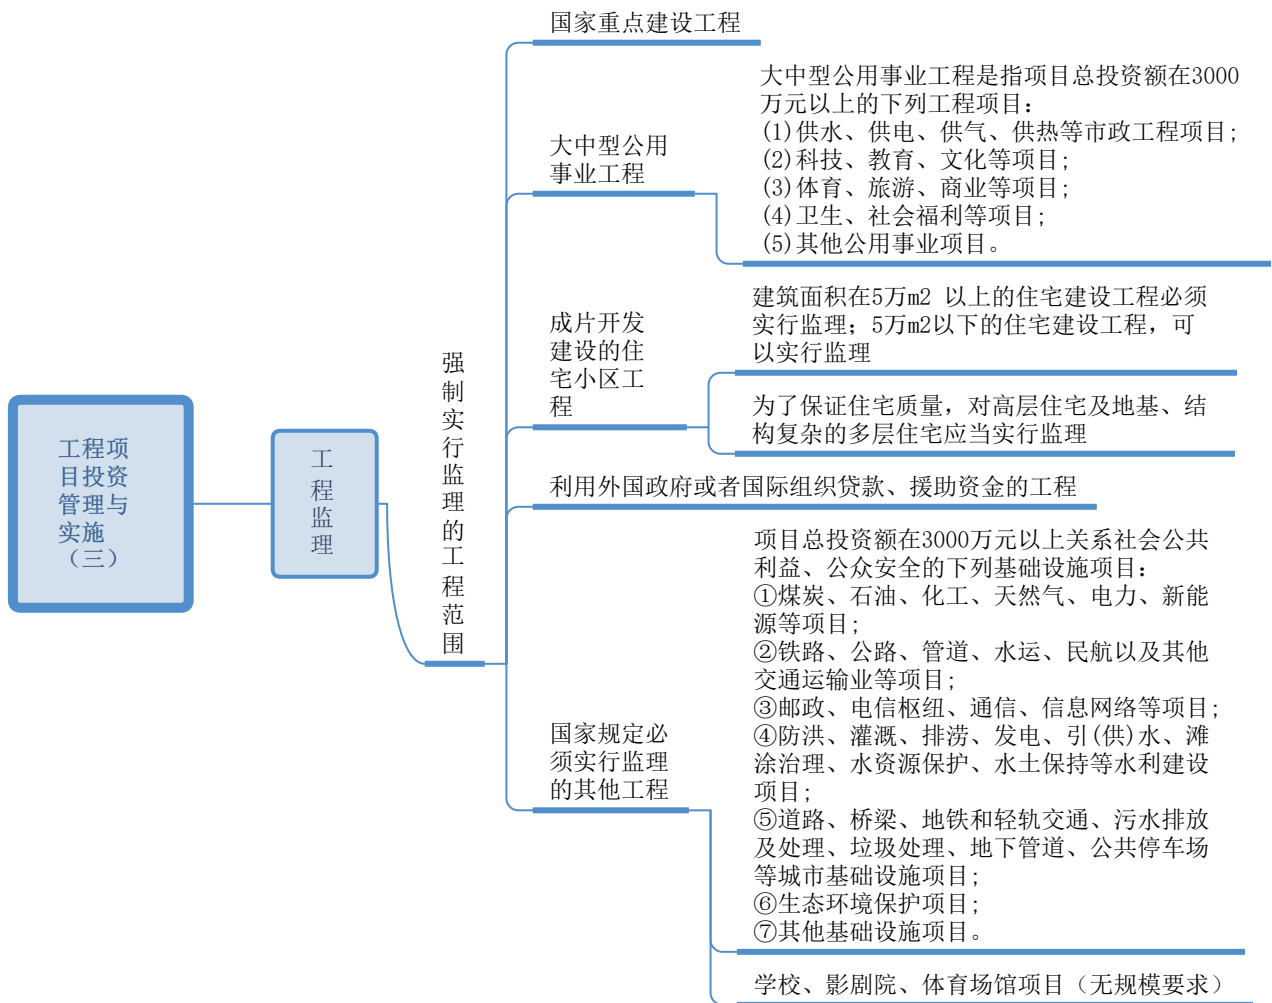 工程项
目投资
管理与
实施
（三）
工程监理
强制实行监理的工程范围
国家重点建设工程
大中型公用
事业工程
大中型公用事业工程是指项目总投资额在3000
万元以上的下列工程项目：
(1)供水、供电、供气、供热等市政工程项目;
(2)科技、教育、文化等项目;
(3)体育、旅游、商业等项目;
(4)卫生、社会福利等项目;
(5)其他公用事业项目。
成片开发
建设的住
宅小区工
程
建筑面积在5万m2 以上的住宅建设工程必须
实行监理；5万m2以下的住宅建设工程，可
以实行监理
为了保证住宅质量，对高层住宅及地基、结
构复杂的多层住宅应当实行监理
利用外国政府或者国际组织贷款、援助资金的工程
国家规定必
须实行监理
的其他工程
项目总投资额在3000万元以上关系社会公共
利益、公众安全的下列基础设施项目：
①煤炭、石油、化工、天然气、电力、新能
源等项目;
②铁路、公路、管道、水运、民航以及其他
交通运输业等项目;
③邮政、电信枢纽、通信、信息网络等项目;
④防洪、灌溉、排涝、发电、引(供)水、滩
涂治理、水资源保护、水土保持等水利建设
项目;
⑤道路、桥梁、地铁和轻轨交通、污水排放
及处理、垃圾处理、地下管道、公共停车场
等城市基础设施项目;
⑥生态环境保护项目;
⑦其他基础设施项目。
学校、影剧院、体育场馆项目（无规模要求）